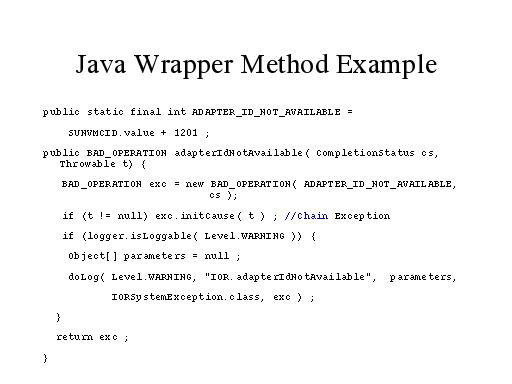 Java Wrapper Method Example
public static final int ADAPTER_ID_NOT_AVAILABLE =
SUNVMCID.value + 1201 ;
public BAD_OPERATION adapterIdNotAvailable( CompletionStatus cs,
Throwable t) {
BAD_OPERATION exc = new BAD_OPERATION( ADAPTER_ID_NOT_AVAILABLE,
cs );
if (t != null) exc.initCause( t ) ; //Chain Exception
if (logger.isLoggable( Level.WARNING )) {
Object[] parameters = null ;
doLog( Level.WARNING, "IOR.adapterIdNotAvailable", parameters,
IORSystemException.class, exc ) ;
}
return exc ;
}